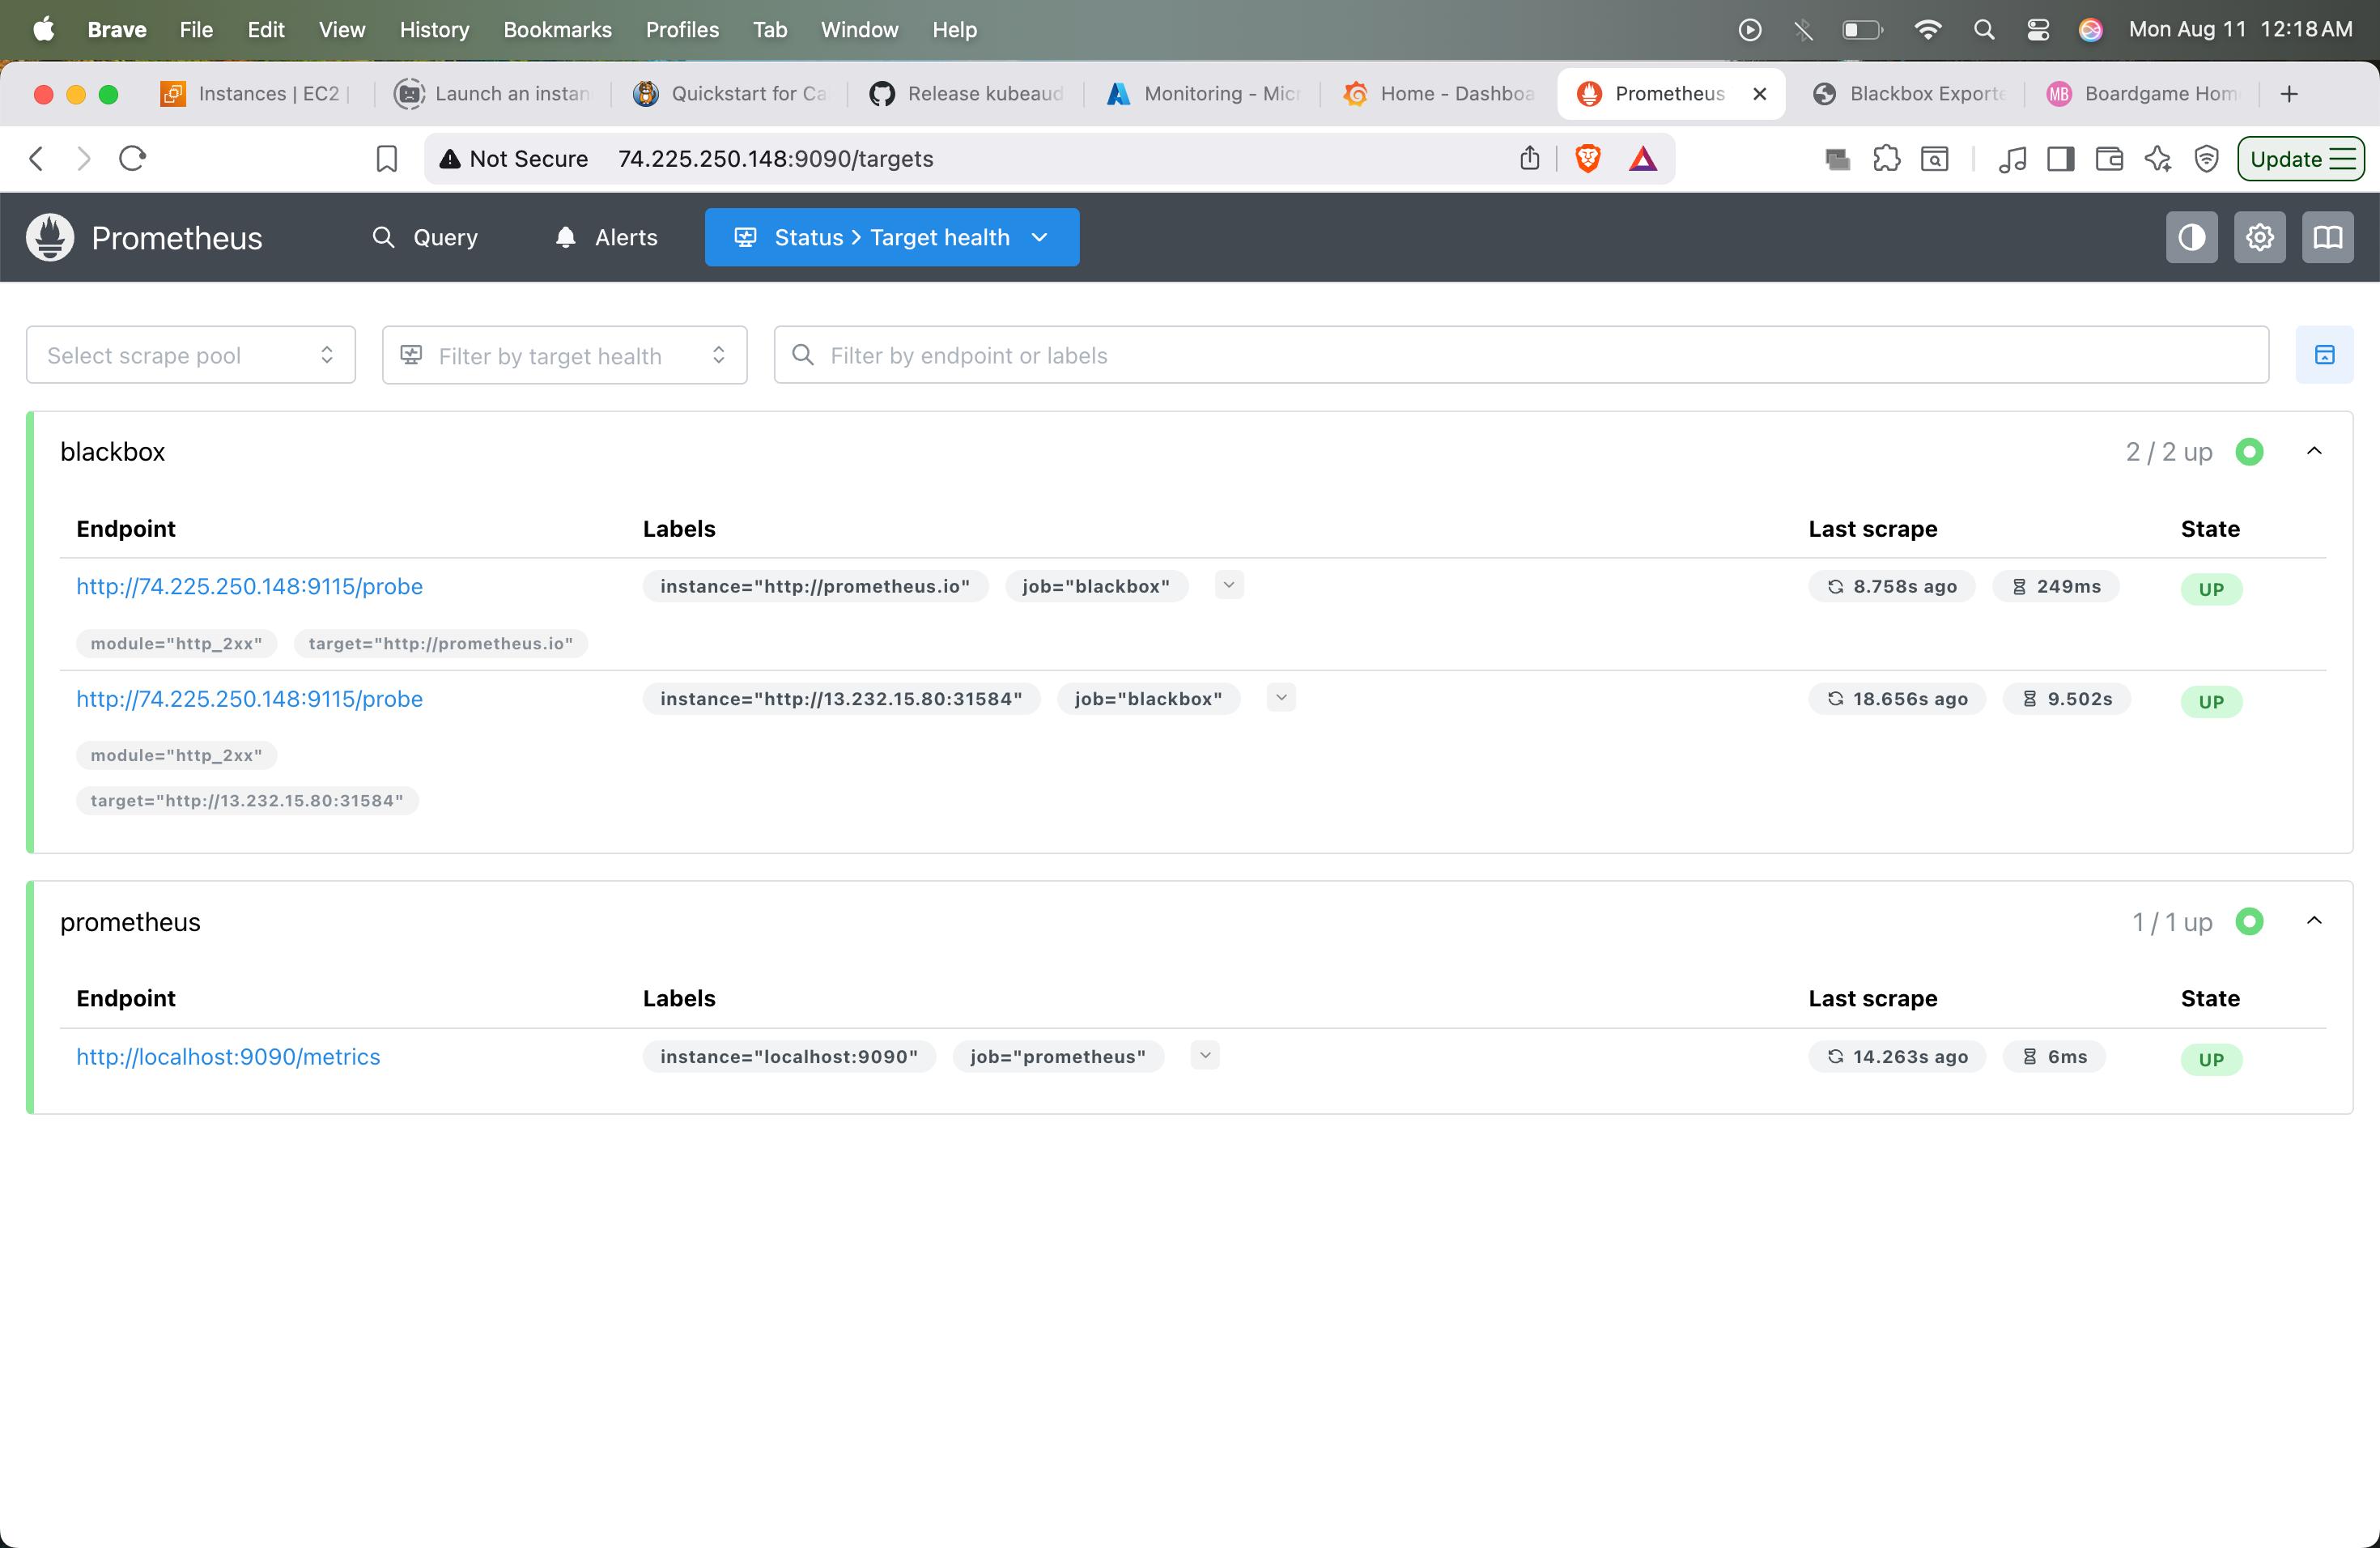 Brave File Edit View History Bookmarks Profiles Tab Window Help Mon Aug 11 12:18 AM
Instances | EC2 | Launch an instan Quickstart for Ca Release kubeaud Monitoring - Micr Home - Dashboa Prometheus Blackbox Exporte MB Boardgame Hom
Not Secure 74.225.250.148:9090/targets Update
Prometheus Query Alerts Status > Target health
Select scrape pool Filter by target health Filter by endpoint or labels
blackbox 2 / 2 up
Endpoint Labels Last scrape State
http://74.225.250.148:9115/probe instance="http://prometheus.io" job="blackbox" 8.758s ago 249ms UP
module="http_2xx" target="http://prometheus.io"
http://74.225.250.148:9115/probe instance="http://13.232.15.80:31584" job="blackbox" 18.656s ago 9.502s UP
module="http_2xx"
target="http://13.232.15.80:31584"
prometheus 1 / 1 up
Endpoint Labels Last scrape State
http://localhost:9090/metrics instance="localhost:9090" job="prometheus" 14.263s ago 6ms UP